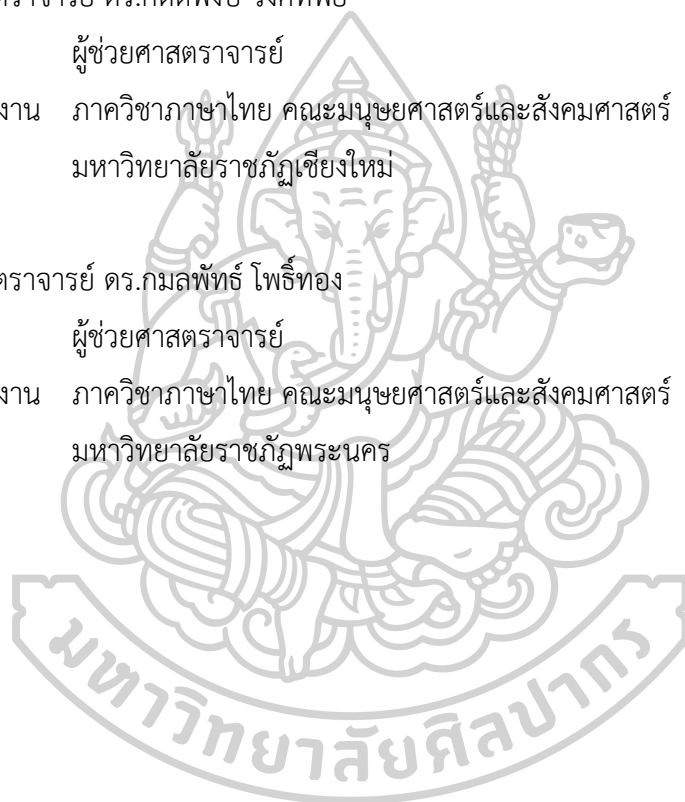 ผู้ช่วยศาสตราจารย์
งาน ภาควิชาภาษาไทย คณะมนุษยศาสตร์และสังคมศาสตร์
มหาวิทยาลัยราชภัฏเชียงใหม่
ตราจารย์ ดร.กมลพัทธ์ โพธิ์ทอง
ผู้ช่วยศาสตราจารย์
งาน ภาควิชาภาษาไทย คณะมนุษยศาสตร์และสังคมศาสตร์
มหาวิทยาลัยราชภัฏพระนคร
มหาวิทยาลัยศิลปากร